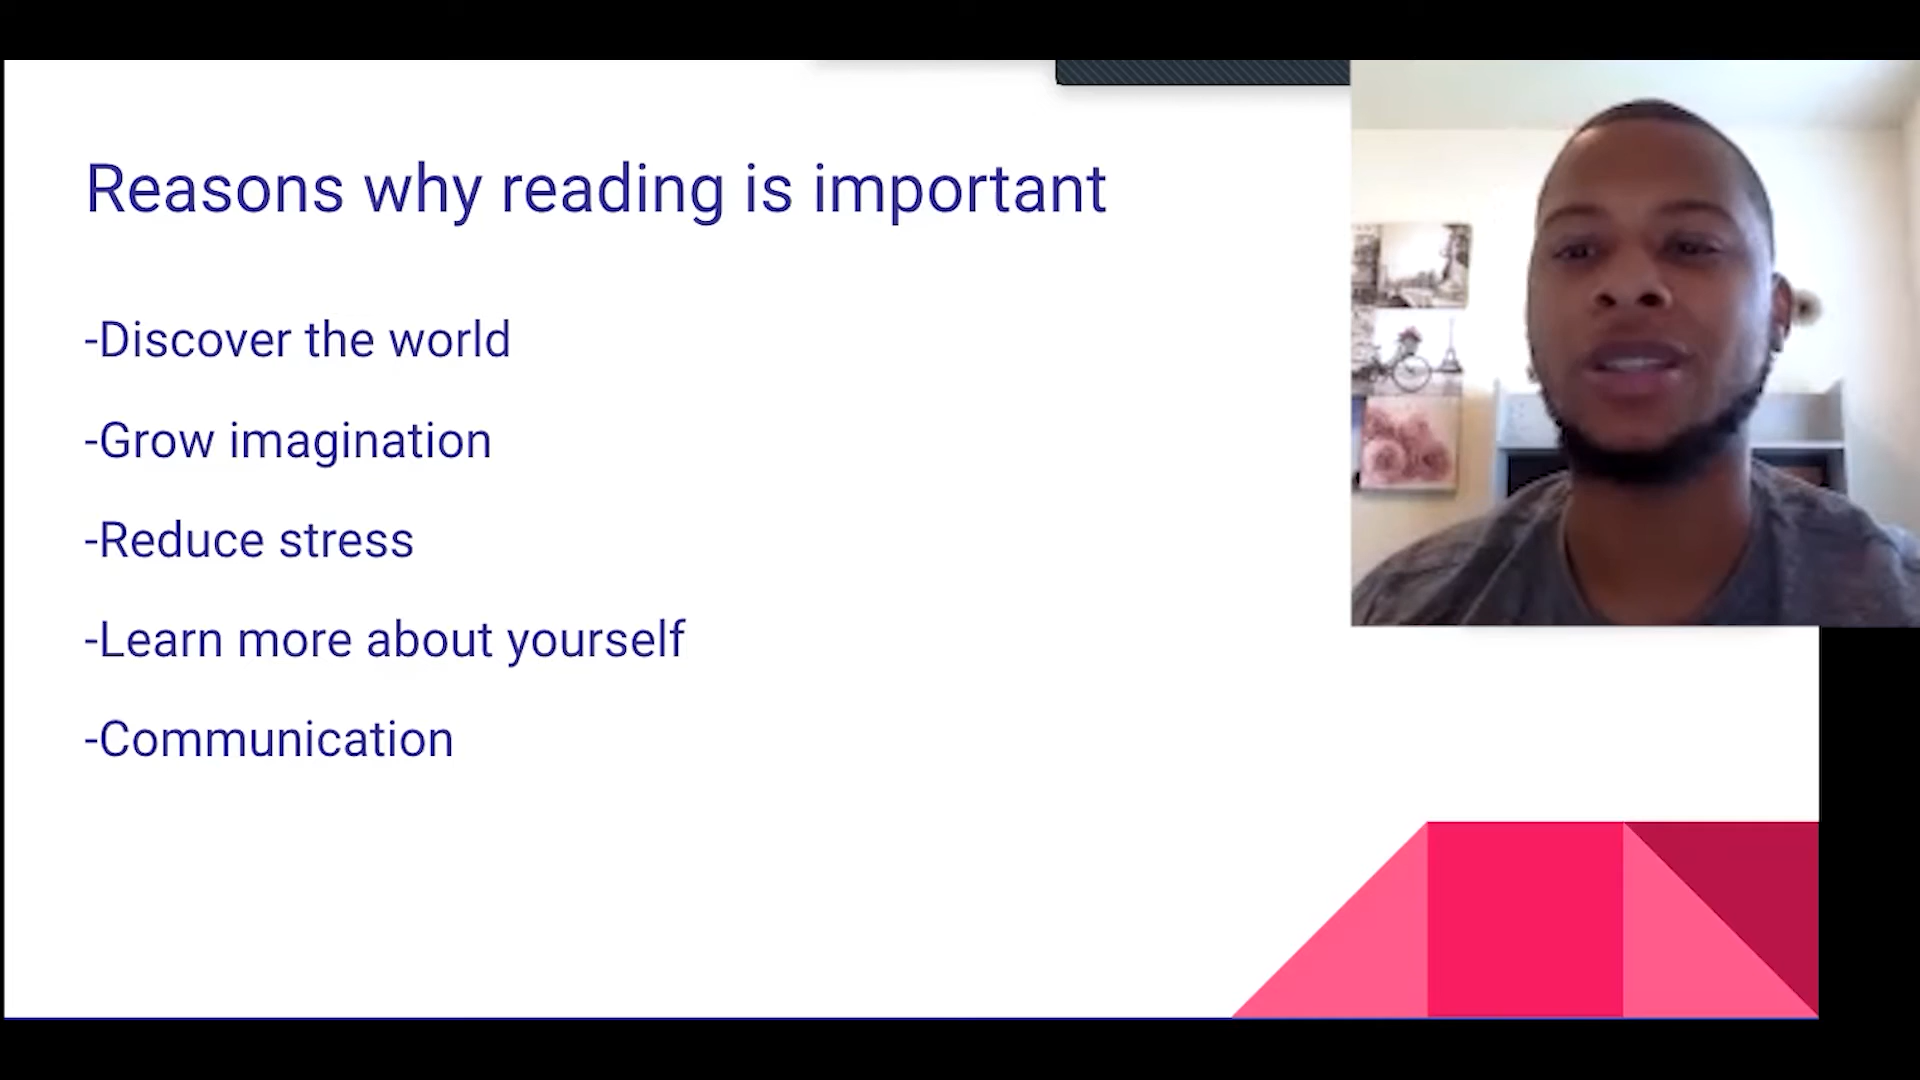 Reasons why reading is important
-Discover the world
-Grow imagination
-Reduce stress
-Learn more about yourself
-Communication